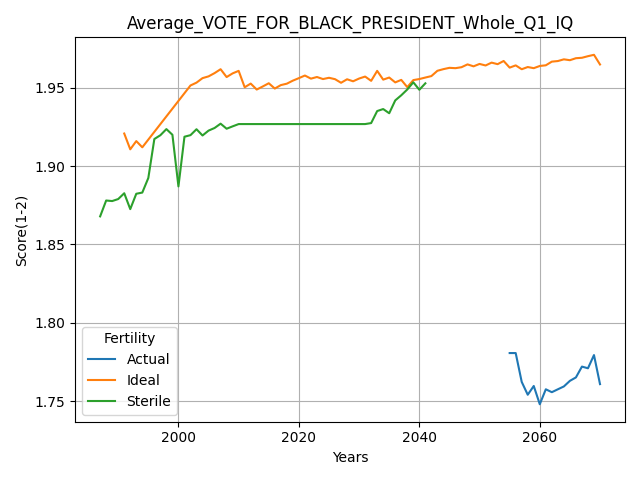 Average_VOTE_FOR_BLACK_PRESIDENT_Whole_Q1_IQ
Score(1-2)
1.95
1.90
1.85
1.80
1.75
Fertility
Actual
Ideal
Sterile
2000
2020
2040
2060
Years